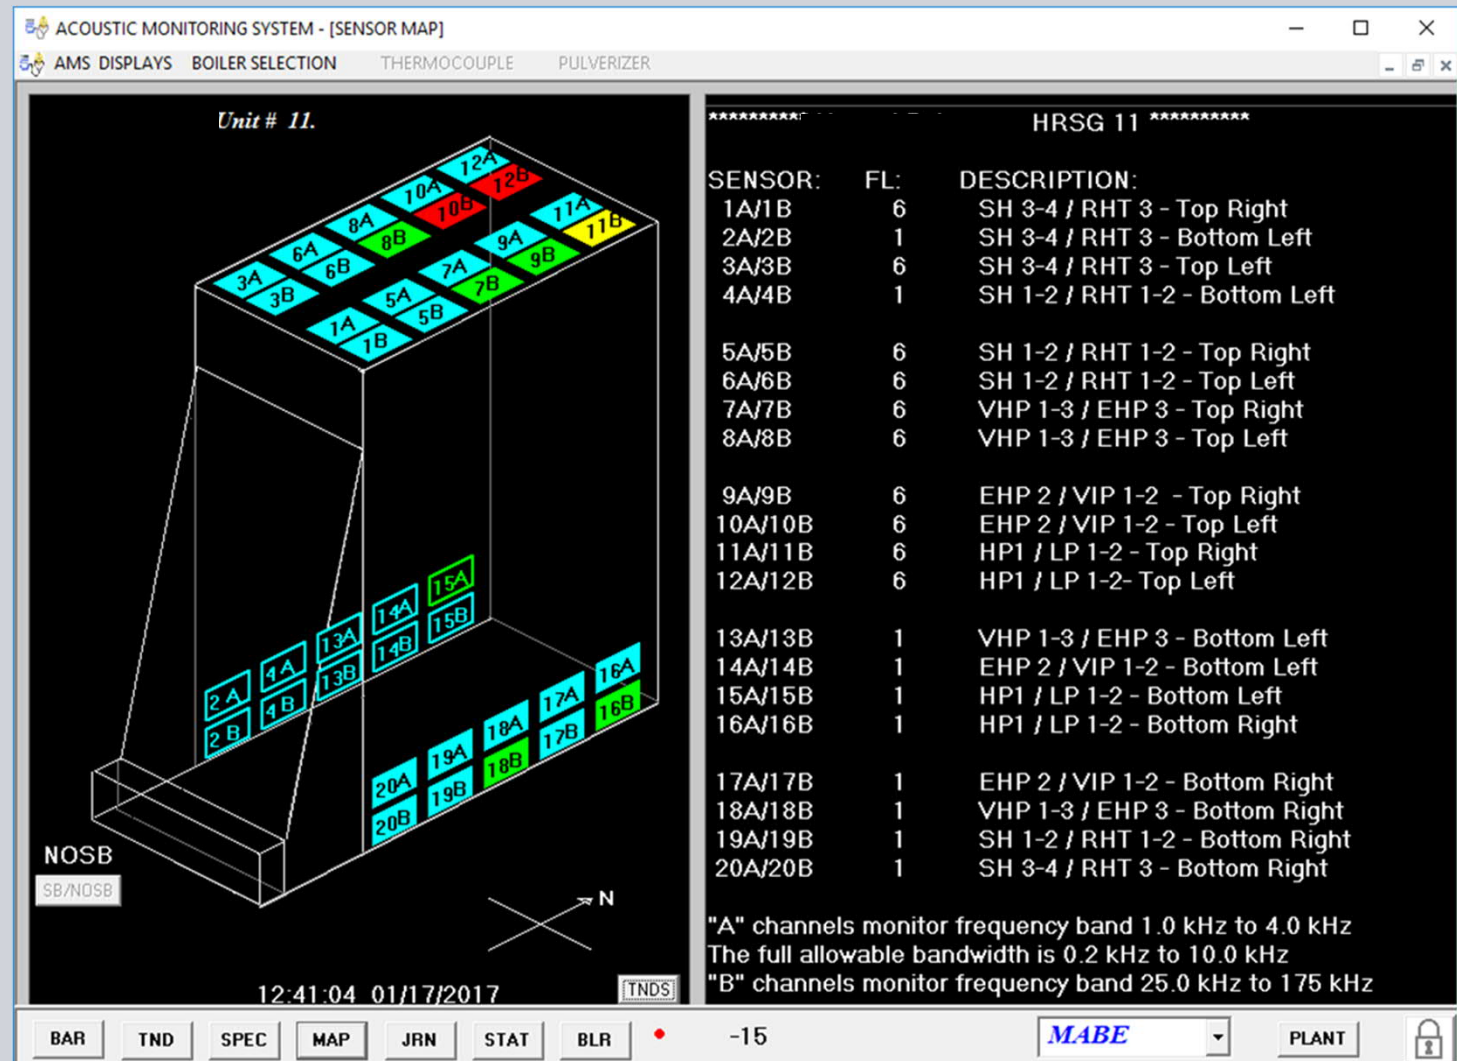 ACOUSTIC MONITORING SYSTEM - [SENSOR MAP]
AMS DISPLAYS BOILER SELECTION THERMOCOUPLE PULVERIZER
Unit # 11.
12A
12B
10A
10B
11A
11B
8A
8B
9A
9B
6A
6B
7A
7B
3A
3B
5A
5B
1A
1B
15A
15B
14A
14B
13A
13B
4A
4B
2A
2B
16A
16B
17A
17B
18A
18B
19A
19B
20A
20B
NOSB
SB/NOSB
N
12:41:04 01/17/2017
TNDS
********** HRSG 11 **********
SENSOR: FL: DESCRIPTION:
1A/1B 6 SH 3-4 / RHT 3 - Top Right
2A/2B 1 SH 3-4 / RHT 3 - Bottom Left
3A/3B 6 SH 3-4 / RHT 3 - Top Left
4A/4B 1 SH 1-2 / RHT 1-2 - Bottom Left
5A/5B 6 SH 1-2 / RHT 1-2 - Top Right
6A/6B 6 SH 1-2 / RHT 1-2 - Top Left
7A/7B 6 VHP 1-3 / EHP 3 - Top Right
8A/8B 6 VHP 1-3 / EHP 3 - Top Left
9A/9B 6 EHP 2 / VIP 1-2 - Top Right
10A/10B 6 EHP 2 / VIP 1-2 - Top Left
11A/11B 6 HP1 / LP 1-2 - Top Right
12A/12B 6 HP1 / LP 1-2- Top Left
13A/13B 1 VHP 1-3 / EHP 3 - Bottom Left
14A/14B 1 EHP 2 / VIP 1-2 - Bottom Left
15A/15B 1 HP1 / LP 1-2 - Bottom Left
16A/16B 1 HP1 / LP 1-2 - Bottom Right
17A/17B 1 EHP 2 / VIP 1-2 - Bottom Right
18A/18B 1 VHP 1-3 / EHP 3 - Bottom Right
19A/19B 1 SH 1-2 / RHT 1-2 - Bottom Right
20A/20B 1 SH 3-4 / RHT 3 - Bottom Right
"A" channels monitor frequency band 1.0 kHz to 4.0 kHz
The full allowable bandwidth is 0.2 kHz to 10.0 kHz
"B" channels monitor frequency band 25.0 kHz to 175 kHz
BAR TND SPEC MAP JRN STAT BLR -15 MABE PLANT